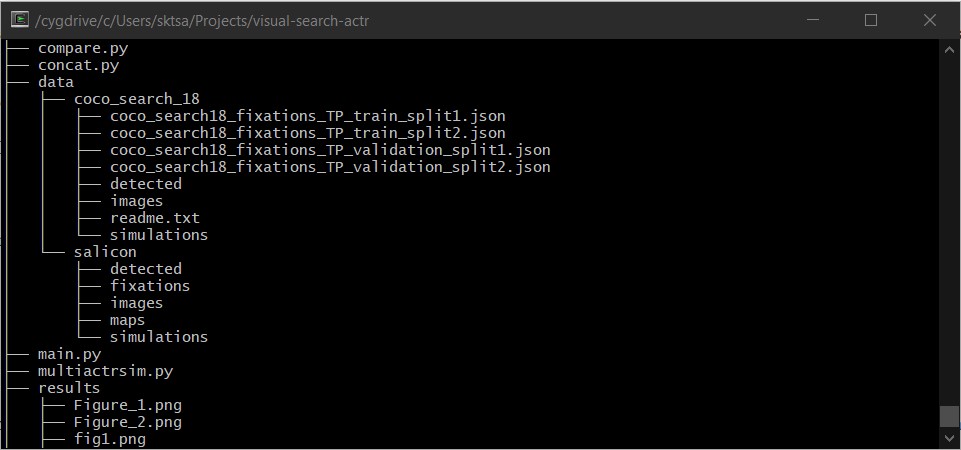 /cygdrive/c/Users/sktsa/Projects/visual-search-actr
├── compare.py
├── concat.py
├── data
│   ├── coco_search_18
│   │   ├── coco_search18_fixations_TP_train_split1.json
│   │   ├── coco_search18_fixations_TP_train_split2.json
│   │   ├── coco_search18_fixations_TP_validation_split1.json
│   │   ├── coco_search18_fixations_TP_validation_split2.json
│   │   ├── detected
│   │   ├── images
│   │   ├── readme.txt
│   │   └── simulations
│   └── salicon
│       ├── detected
│       ├── fixations
│       ├── images
│       ├── maps
│       └── simulations
├── main.py
├── multiactrsim.py
├── results
│   ├── Figure_1.png
│   ├── Figure_2.png
│   ├── fig1.png